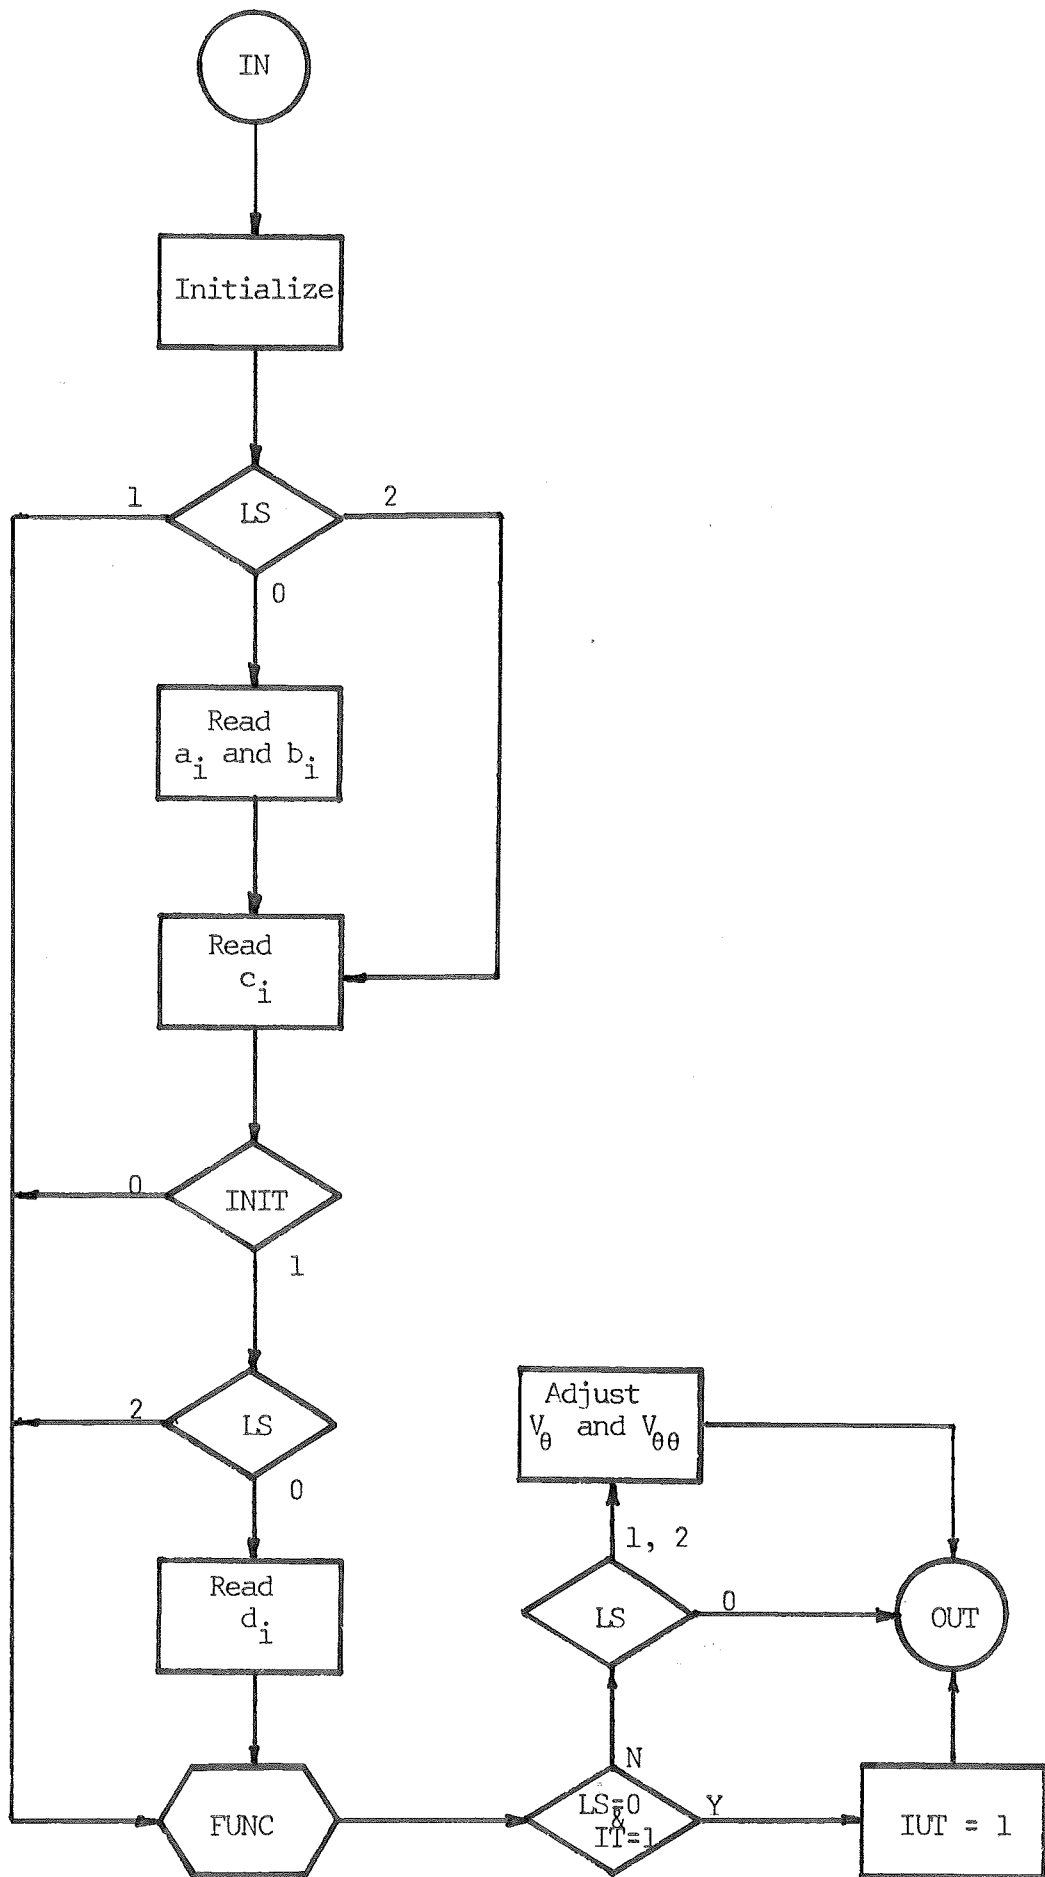 IN
Initialize
1
LS
2
0
Read
a_i and b_i
Read
c_i
0
INIT
1
2
LS
0
Read
d_i
FUNC
Adjust
V_θ and V_θθ
1, 2
LS
0
OUT
N
LS=0
&
IT=1
Y
IUT = 1